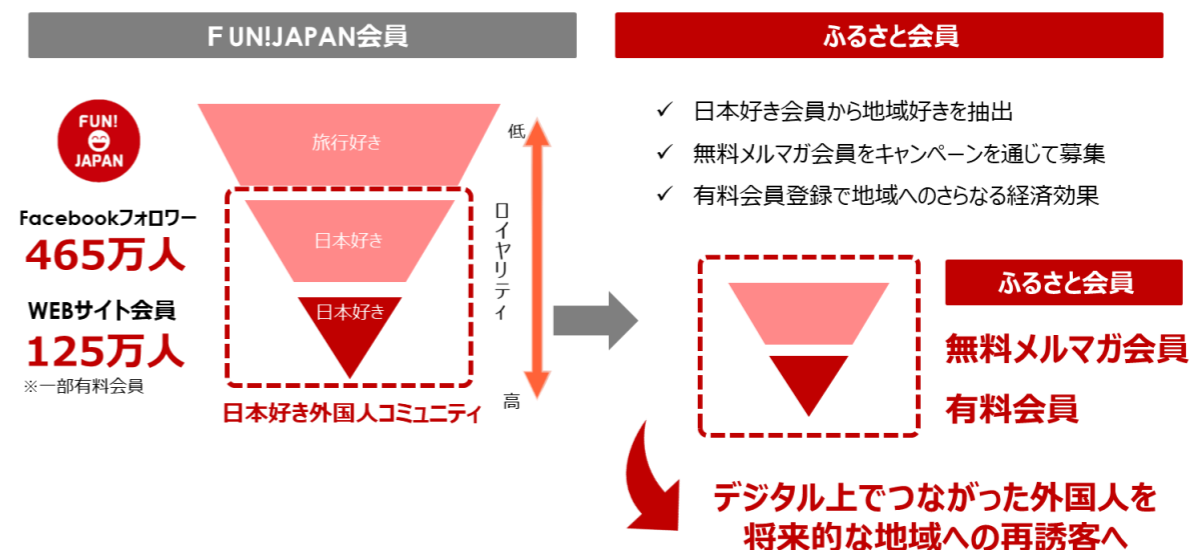 FUN!JAPAN会員
FUN!
JAPAN
Facebookフォロワー
465万人
WEBサイト会員
125万人
※一部有料会員
旅行好き
日本好き
日本好き
低
ロイヤリティ
高
日本好き外国人コミュニティ
ふるさと会員
✓ 日本好き会員から地域好きを抽出
✓ 無料メルマガ会員をキャンペーンを通じて募集
✓ 有料会員登録で地域へのさらなる経済効果
ふるさと会員
無料メルマガ会員
有料会員
デジタル上でつながった外国人を
将来的な地域への再誘客へ